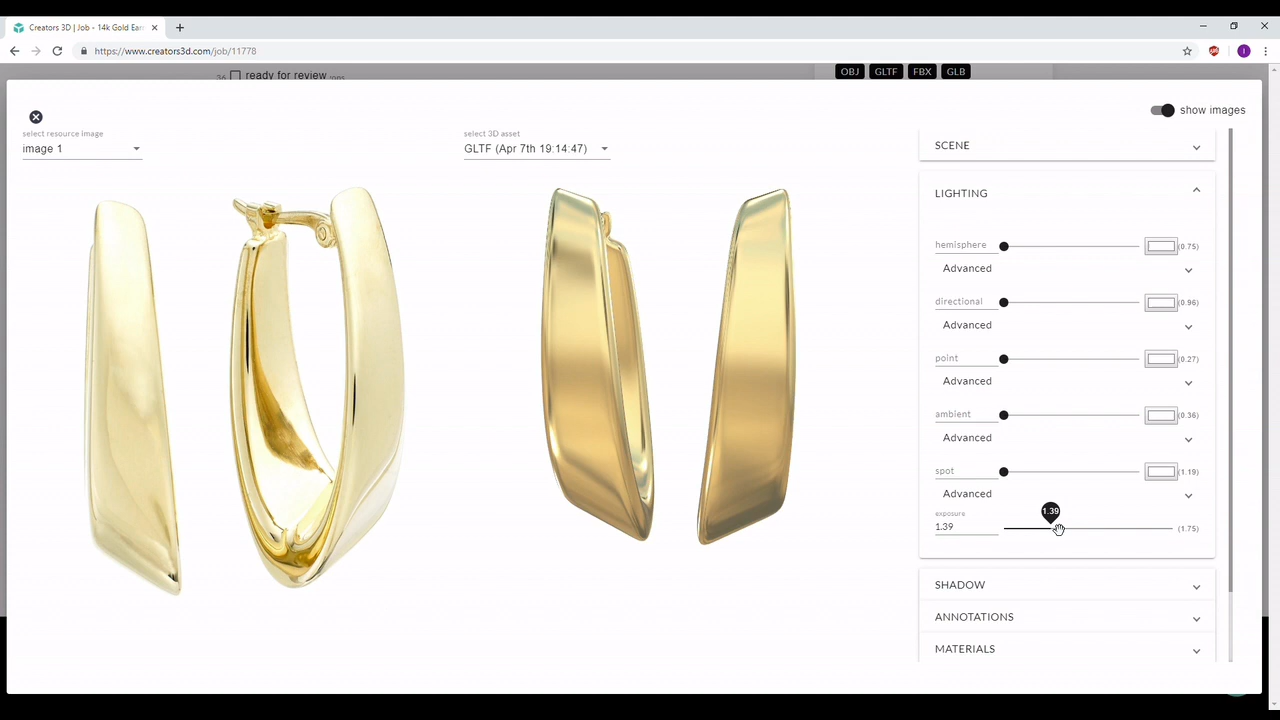 Creators 3D | Job - 14k Gold Earr
https://www.creators3d.com/job/11778
36 ready for review
OBJ GLTF FBX GLB
show images
select resource image
image 1
select 3D asset
GLTF (Apr 7th 19:14:47)
SCENE
LIGHTING
hemisphere (0.75)
Advanced
directional (0.96)
Advanced
point (0.27)
Advanced
ambient (0.36)
Advanced
spot (1.19)
Advanced
exposure
1.39
1.39 (1.75)
SHADOW
ANNOTATIONS
MATERIALS